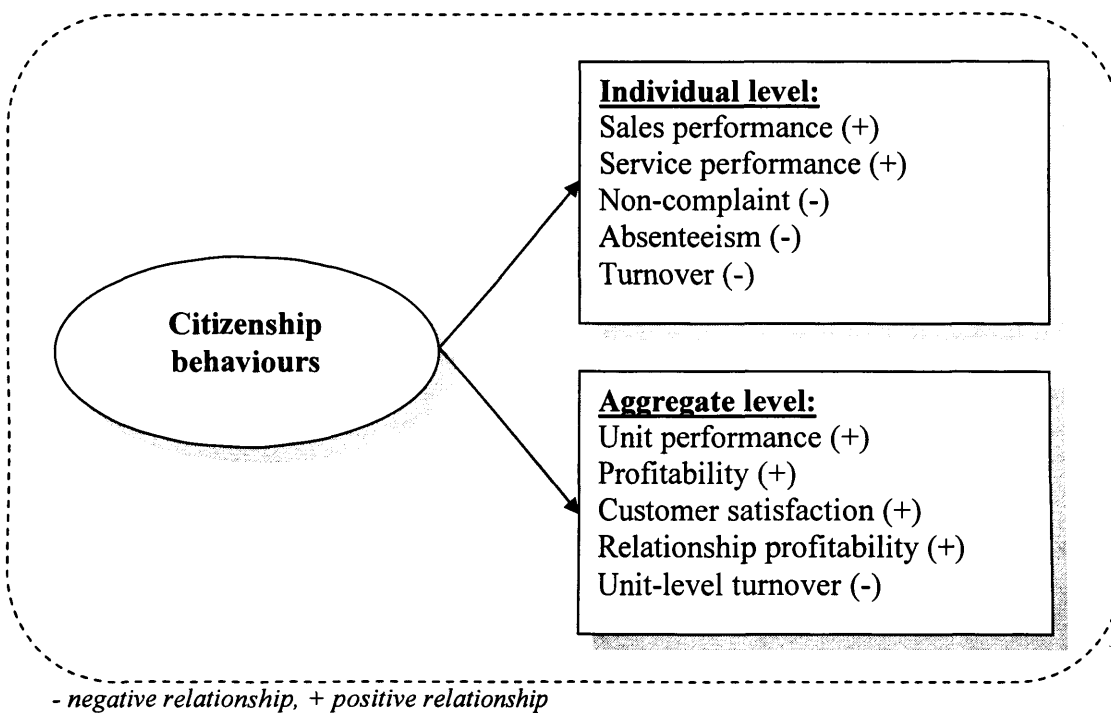 Citizenship
behaviours
Individual level:
Sales performance (+)
Service performance (+)
Non-complaint (-)
Absenteeism (-)
Turnover (-)
Aggregate level:
Unit performance (+)
Profitability (+)
Customer satisfaction (+)
Relationship profitability (+)
Unit-level turnover (-)
- negative relationship, + positive relationship